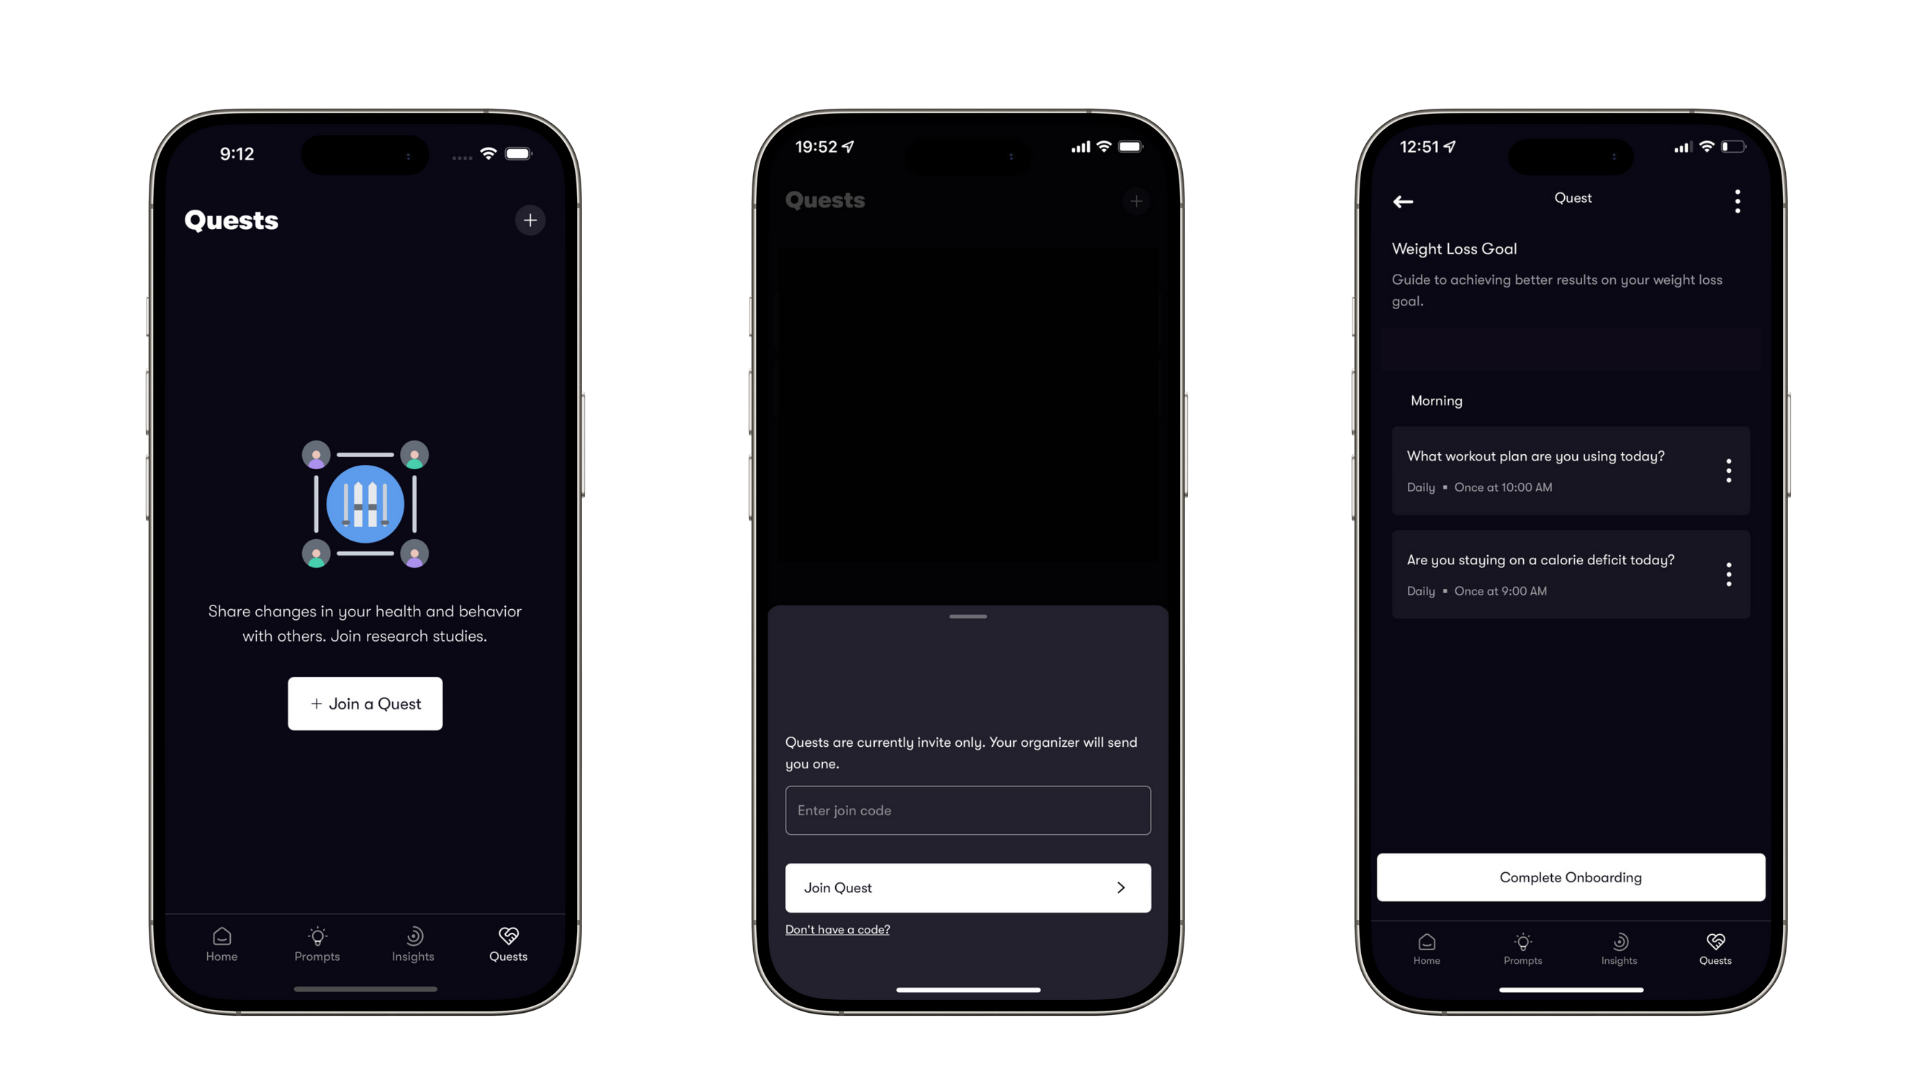 9:12
Quests
Share changes in your health and behavior
with others. Join research studies.
+ Join a Quest
Home
Prompts
Insights
Quests
19:52
Quests
Quests are currently invite only. Your organizer will send
you one.
Enter join code
Join Quest
Don't have a code?
12:51
Quest
Weight Loss Goal
Guide to achieving better results on your weight loss
goal.
Morning
What workout plan are you using today?
Daily ▪ Once at 10:00 AM
Are you staying on a calorie deficit today?
Daily ▪ Once at 9:00 AM
Complete Onboarding
Home
Prompts
Insights
Quests